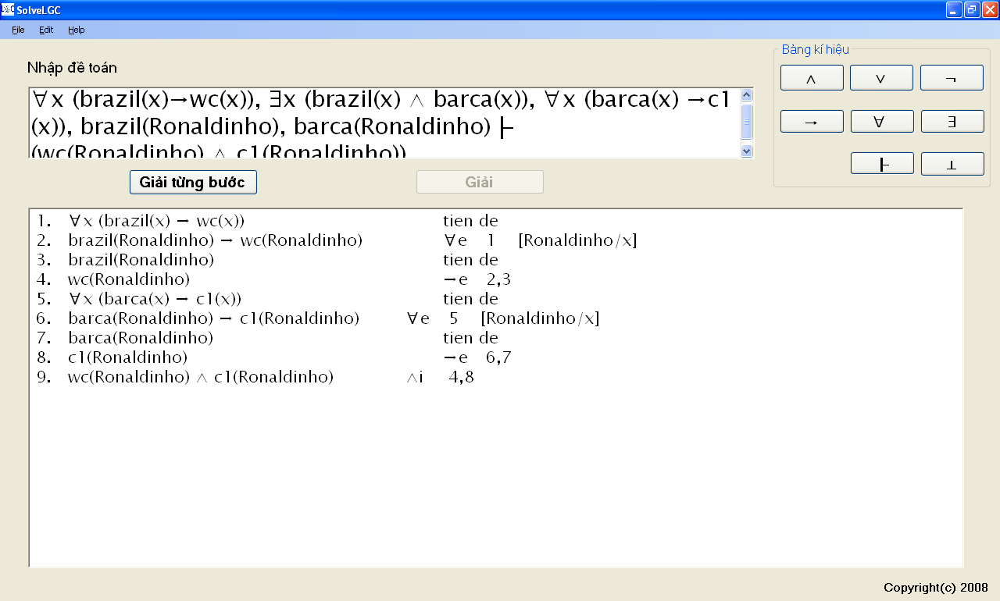 SolveLGC
File Edit Help
Nhập đề toán
∀x (brazil(x)→wc(x)), ∃x (brazil(x) ∧ barca(x)), ∀x (barca(x) →c1
(x)), brazil(Ronaldinho), barca(Ronaldinho) ├
(wc(Ronaldinho) ∧ c1(Ronaldinho))
Giải từng bước Giải
Bảng kí hiệu
∧ ∨ ¬
→ ∀ ∃
├ ⊥
1. ∀x (brazil(x) → wc(x)) tien de
2. brazil(Ronaldinho) → wc(Ronaldinho) ∀e 1 [Ronaldinho/x]
3. brazil(Ronaldinho) tien de
4. wc(Ronaldinho) →e 2,3
5. ∀x (barca(x) → c1(x)) tien de
6. barca(Ronaldinho) → c1(Ronaldinho) ∀e 5 [Ronaldinho/x]
7. barca(Ronaldinho) tien de
8. c1(Ronaldinho) →e 6,7
9. wc(Ronaldinho) ∧ c1(Ronaldinho) ∧i 4,8
Copyright(c) 2008